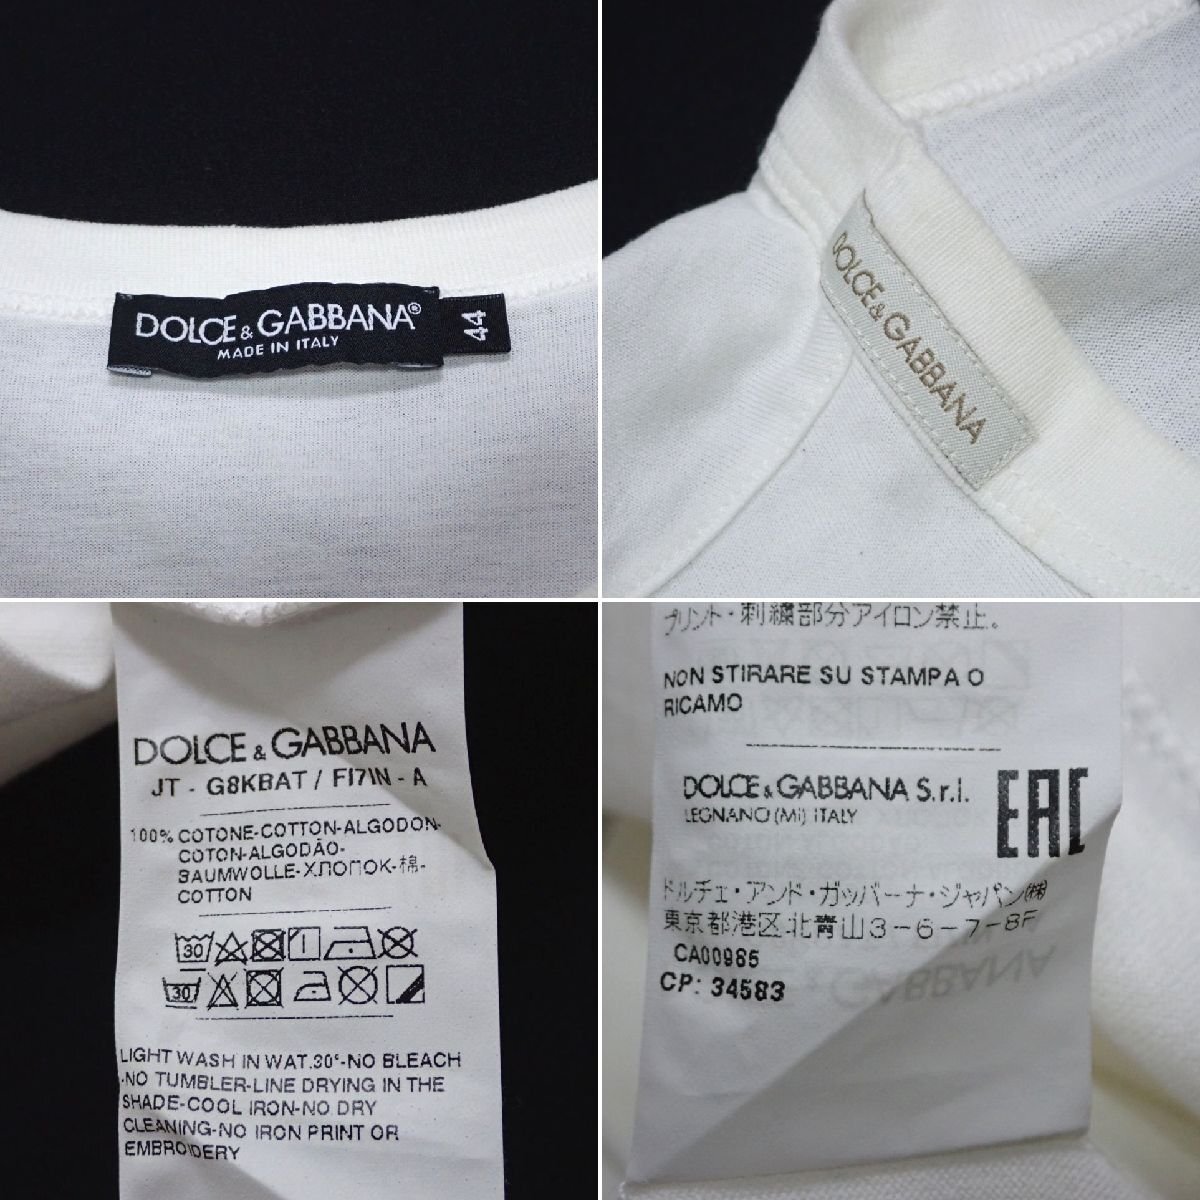 DOLCE & GABBANA®
MADE IN ITALY
44
DOLCE & GABBANA
DOLCE & GABBANA
JT - G8KBAT / FI7IN - A
100% COTONE-COTTON-ALGODON-
COTON-ALGODÃO-
BAUMWOLLE-ХЛОПОК-棉-
COTTON
30
30
LIGHT WASH IN WAT.30°-NO BLEACH
-NO TUMBLER-LINE DRYING IN THE
SHADE-COOL IRON-NO DRY
CLEANING-NO IRON PRINT OR
EMBROIDERY
プリント・刺繍部分アイロン禁止。
NON STIRARE SU STAMPA O
RICAMO
DOLCE & GABBANA S.r.l.
LEGNANO (MI) ITALY
EAC
ドルチェ・アンド・ガッバーナ・ジャパン㈱
東京都港区北青山3-6-7-8F
CA00985
CP: 34583